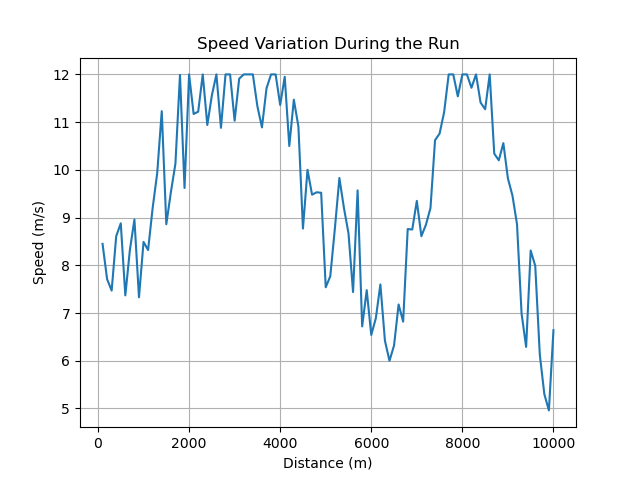 Speed Variation During the Run
12
11
10
9
8
7
6
5
Speed (m/s)
0 2000 4000 6000 8000 10000
Distance (m)